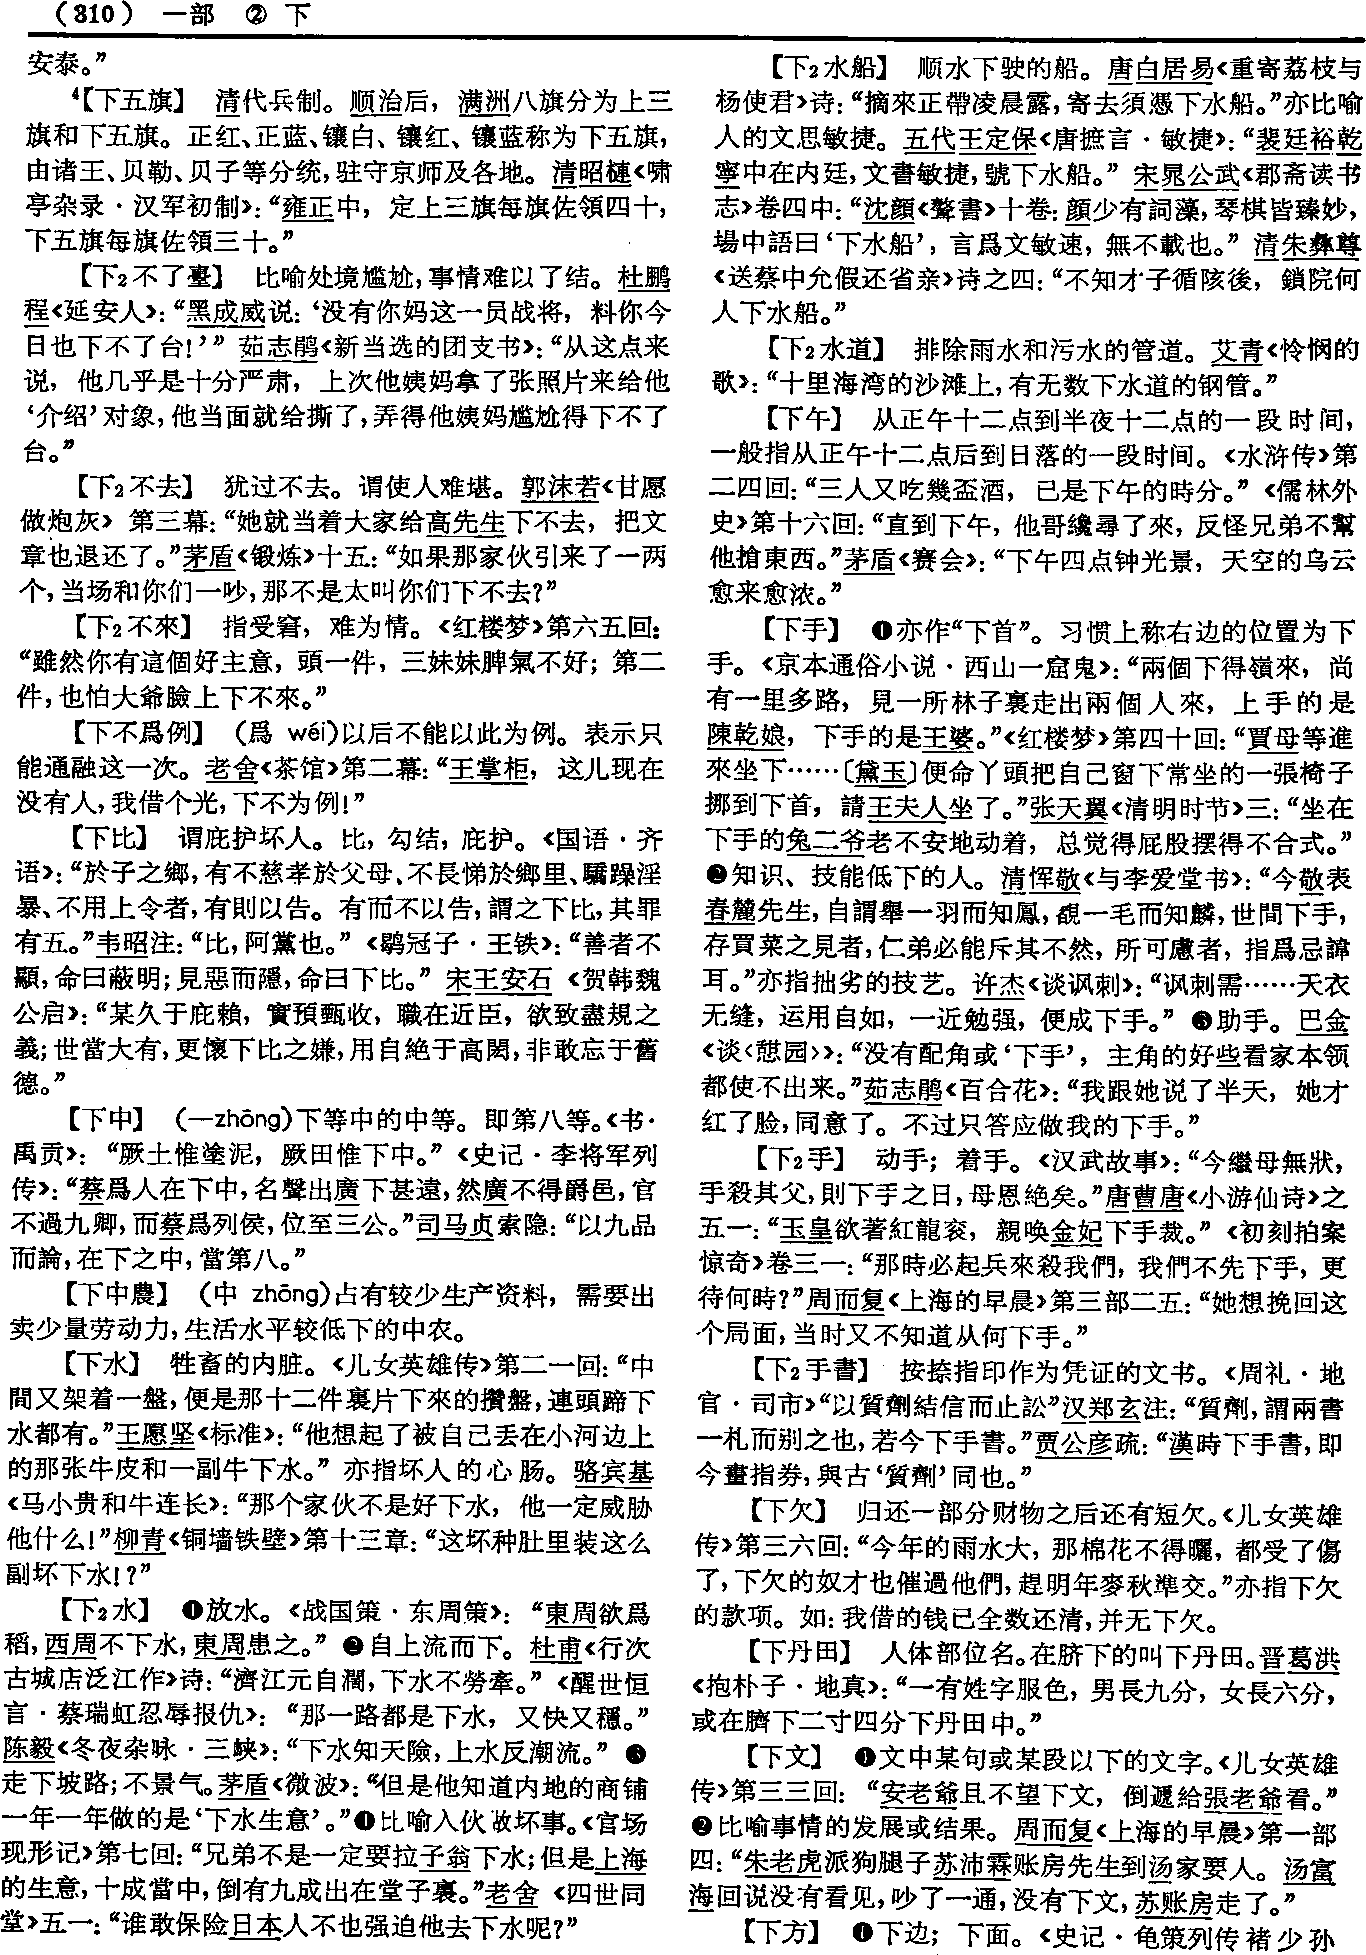 （310） 一部 ② 下
安泰。”
⁴【下五旗】 清代兵制。顺治后，满洲八旗分为上三
旗和下五旗。正红、正蓝、镶白、镶红、镶蓝称为下五旗，
由诸王、贝勒、贝子等分统，驻守京师及各地。清昭槤《啸
亭杂录·汉军初制》：“雍正中，定上三旗每旗佐領四十，
下五旗每旗佐領三十。”
【下₂不了臺】 比喻处境尴尬，事情难以了结。杜鹏
程《延安人》：“黑成威说：‘没有你妈这一员战将，料你今
日也下不了台！’”茹志鹃《新当选的团支书》：“从这点来
说，他几乎是十分严肃，上次他姨妈拿了张照片来给他
‘介绍’对象，他当面就给撕了，弄得他姨妈尴尬得下不了
台。”
【下₂不去】 犹过不去。谓使人难堪。郭沫若《甘愿
做炮灰》第三幕：“她就当着大家给高先生下不去，把文
章也退还了。”茅盾《锻炼》十五：“如果那家伙引来了一两
个，当场和你们一吵，那不是太叫你们下不去？”
【下₂不來】 指受窘，难为情。《红楼梦》第六五回：
“雖然你有這個好主意，頭一件，三妹妹脾氣不好；第二
件，也怕大爺臉上下不來。”
【下不爲例】 （爲 wéi）以后不能以此为例。表示只
能通融这一次。老舍《茶馆》第二幕：“王掌柜，这儿现在
没有人，我借个光，下不为例！”
【下比】 谓庇护坏人。比，勾结，庇护。《国语·齐
语》：“於子之鄉，有不慈孝於父母、不長悌於鄉里、驕躁淫
暴、不用上令者，有則以告。有而不以告，謂之下比，其罪
有五。”韦昭注：“比，阿黨也。”《鹖冠子·王铁》：“善者不
顯，命曰蔽明；見惡而隱，命曰下比。”宋王安石《贺韩魏
公启》：“某久于庇賴，實預甄收，職在近臣，欲致盡規之
義；世當大有，更懷下比之嫌，用自絶于高閎，非敢忘于舊
德。”
【下中】 （—zhōng）下等中的中等。即第八等。《书·
禹贡》：“厥土惟塗泥，厥田惟下中。”《史记·李将军列
传》：“蔡爲人在下中，名聲出廣下甚遠，然廣不得爵邑，官
不過九卿，而蔡爲列侯，位至三公。”司马贞索隐：“以九品
而論，在下之中，當第八。”
【下中農】 （中 zhōng）占有较少生产资料，需要出
卖少量劳动力，生活水平较低下的中农。
【下水】 牲畜的内脏。《儿女英雄传》第二一回：“中
間又架着一盤，便是那十二件裏片下來的攢盤，連頭蹄下
水都有。”王愿坚《标准》：“他想起了被自己丢在小河边上
的那张牛皮和一副牛下水。”亦指坏人的心肠。骆宾基
《马小贵和牛连长》：“那个家伙不是好下水，他一定威胁
他什么！”柳青《铜墙铁壁》第十三章：“这坏种肚里装这么
副坏下水！？”
【下₂水】 ❶放水。《战国策·东周策》：“東周欲爲
稻，西周不下水，東周患之。”❷自上流而下。杜甫《行次
古城店泛江作》诗：“濟江元自濶，下水不勞牽。”《醒世恒
言·蔡瑞虹忍辱报仇》：“那一路都是下水，又快又穩。”
陈毅《冬夜杂咏·三峡》：“下水知天險，上水反潮流。”❸
走下坡路；不景气。茅盾《微波》：“但是他知道内地的商铺
一年一年做的是‘下水生意’。”❹比喻入伙做坏事。《官场
现形记》第七回：“兄弟不是一定要拉子翁下水；但是上海
的生意，十成當中，倒有九成出在堂子裏。”老舍《四世同
堂》五一：“谁敢保险日本人不也强迫他去下水呢？”
【下₂水船】 顺水下驶的船。唐白居易《重寄荔枝与
杨使君》诗：“摘來正帶凌晨露，寄去須憑下水船。”亦比喻
人的文思敏捷。五代王定保《唐摭言·敏捷》：“裴廷裕乾
寧中在内廷，文書敏捷，號下水船。”宋晁公武《郡斋读书
志》卷四中：“沈顔《聱書》十卷：顔少有詞藻，琴棋皆臻妙，
場中語曰‘下水船’，言爲文敏速，無不載也。”清朱彝尊
《送蔡中允假还省亲》诗之四：“不知才子循陔後，鎖院何
人下水船。”
【下₂水道】 排除雨水和污水的管道。艾青《怜悯的
歌》：“十里海湾的沙滩上，有无数下水道的钢管。”
【下午】 从正午十二点到半夜十二点的一段时间，
一般指从正午十二点后到日落的一段时间。《水浒传》第
二四回：“三人又吃幾盃酒，已是下午的時分。”《儒林外
史》第十六回：“直到下午，他哥纔尋了來，反怪兄弟不幫
他搶東西。”茅盾《赛会》：“下午四点钟光景，天空的乌云
愈来愈浓。”
【下手】 ❶亦作“下首”。习惯上称右边的位置为下
手。《京本通俗小说·西山一窟鬼》：“兩個下得嶺來，尚
有一里多路，見一所林子裏走出兩個人來，上手的是
陳乾娘，下手的是王婆。”《红楼梦》第四十回：“賈母等進
來坐下……〔黛玉〕便命丫頭把自己窗下常坐的一張椅子
挪到下首，請王夫人坐了。”张天翼《清明时节》三：“坐在
下手的兔二爷老不安地动着，总觉得屁股摆得不合式。”
❷知识、技能低下的人。清恽敬《与李爱堂书》：“今敬表
春麓先生，自謂舉一羽而知鳳，覩一毛而知麟，世間下手，
存買菜之見者，仁弟必能斥其不然，所可慮者，指爲忌諱
耳。”亦指拙劣的技艺。许杰《谈讽刺》：“讽刺需……天衣
无缝，运用自如，一近勉强，便成下手。”❸助手。巴金
《谈〈憩园〉》：“没有配角或‘下手’，主角的好些看家本领
都使不出来。”茹志鹃《百合花》：“我跟她说了半天，她才
红了脸，同意了。不过只答应做我的下手。”
【下₂手】 动手；着手。《汉武故事》：“今繼母無狀，
手殺其父，則下手之日，母恩絶矣。”唐曹唐《小游仙诗》之
五一：“玉皇欲著紅龍衮，親唤金妃下手裁。”《初刻拍案
惊奇》卷三一：“那時必起兵來殺我們，我們不先下手，更
待何時？”周而复《上海的早晨》第三部二五：“她想挽回这
个局面，当时又不知道从何下手。”
【下₂手書】 按捺指印作为凭证的文书。《周礼·地
官·司市》“以質劑結信而止訟”汉郑玄注：“質劑，謂兩書
一札而别之也，若今下手書。”贾公彦疏：“漢時下手書，即
今畫指券，與古‘質劑’同也。”
【下欠】 归还一部分财物之后还有短欠。《儿女英雄
传》第三六回：“今年的雨水大，那棉花不得曬，都受了傷
了，下欠的奴才也催過他們，趕明年麥秋準交。”亦指下欠
的款项。如：我借的钱已全数还清，并无下欠。
【下丹田】 人体部位名。在脐下的叫下丹田。晋葛洪
《抱朴子·地真》：“一有姓字服色，男長九分，女長六分，
或在臍下二寸四分下丹田中。”
【下文】 ❶文中某句或某段以下的文字。《儿女英雄
传》第三三回：“安老爺且不望下文，倒遞給張老爺看。”
❷比喻事情的发展或结果。周而复《上海的早晨》第一部
四：“朱老虎派狗腿子苏沛霖账房先生到汤家要人。汤富
海回说没有看见，吵了一通，没有下文，苏账房走了。”
【下方】 ❶下边；下面。《史记·龟策列传褚少孙